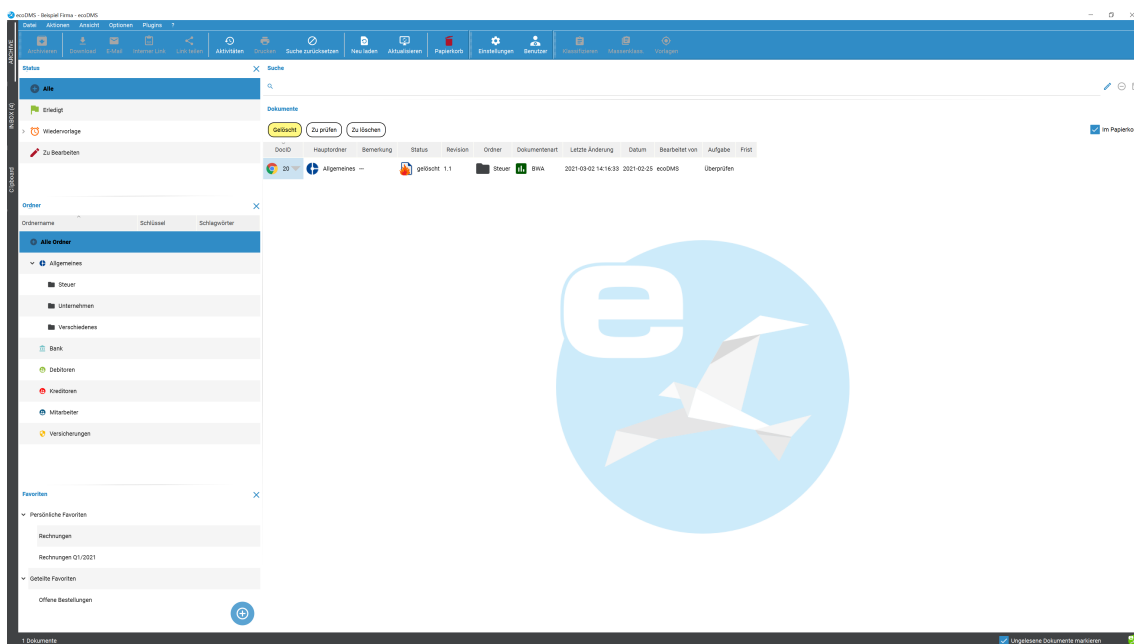 ecoDMS - Beispiel Firma - ecoDMS
Datei Aktionen Ansicht Optionen Plugins ?
Archivieren Download E-Mail Interner Link Link teilen Aktivitäten Drucken Suche zurücksetzen Neu laden Aktualisieren Papierkorb Einstellungen Benutzer Klassifizieren Massenklass. Vorlagen
ARCHIVE
INBOX (4)
Clipboard
Status
Alle
Erledigt
Wiedervorlage
Zu Bearbeiten
Ordner
Ordnername Schlüssel Schlagwörter
Alle Ordner
Allgemeines
Steuer
Unternehmen
Verschiedenes
Bank
Debitoren
Kreditoren
Mitarbeiter
Versicherungen
Favoriten
Persönliche Favoriten
Rechnungen
Rechnungen Q1/2021
Geteilte Favoriten
Offene Bestellungen
Suche
Dokumente
Gelöscht Zu prüfen Zu löschen
Im Papierko
DocID Hauptordner Bemerkung Status Revision Ordner Dokumentenart Letzte Änderung Datum Bearbeitet von Aufgabe Frist
20 Allgemeines — gelöscht 1.1 Steuer BWA 2021-03-02 14:16:33 2021-02-25 ecoDMS Überprüfen
e
1 Dokumente
Ungelesene Dokumente markieren